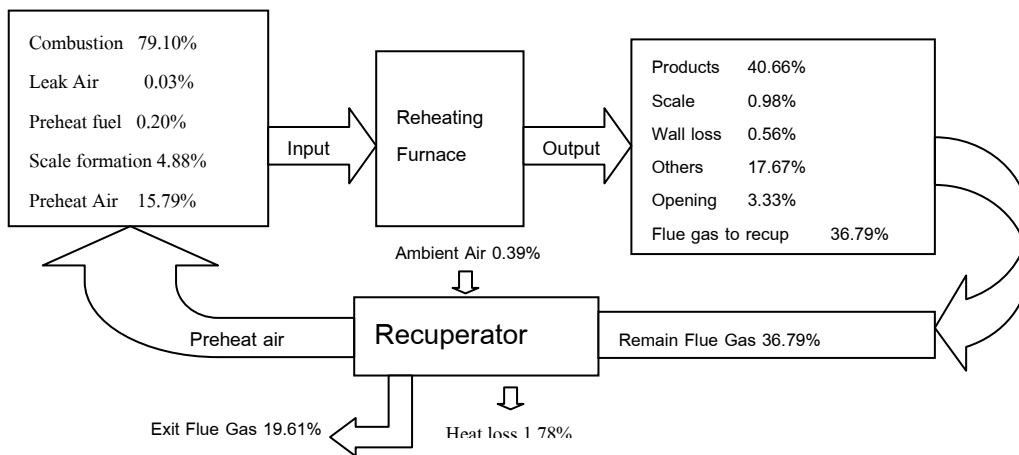 Combustion 79.10%
Leak Air 0.03%
Preheat fuel 0.20%
Scale formation 4.88%
Preheat Air 15.79%
Input
Reheating
Furnace
Output
Products 40.66%
Scale 0.98%
Wall loss 0.56%
Others 17.67%
Opening 3.33%
Flue gas to recup 36.79%
Ambient Air 0.39%
Preheat air
Recuperator
Remain Flue Gas 36.79%
Exit Flue Gas 19.61%
Heat loss 1.78%